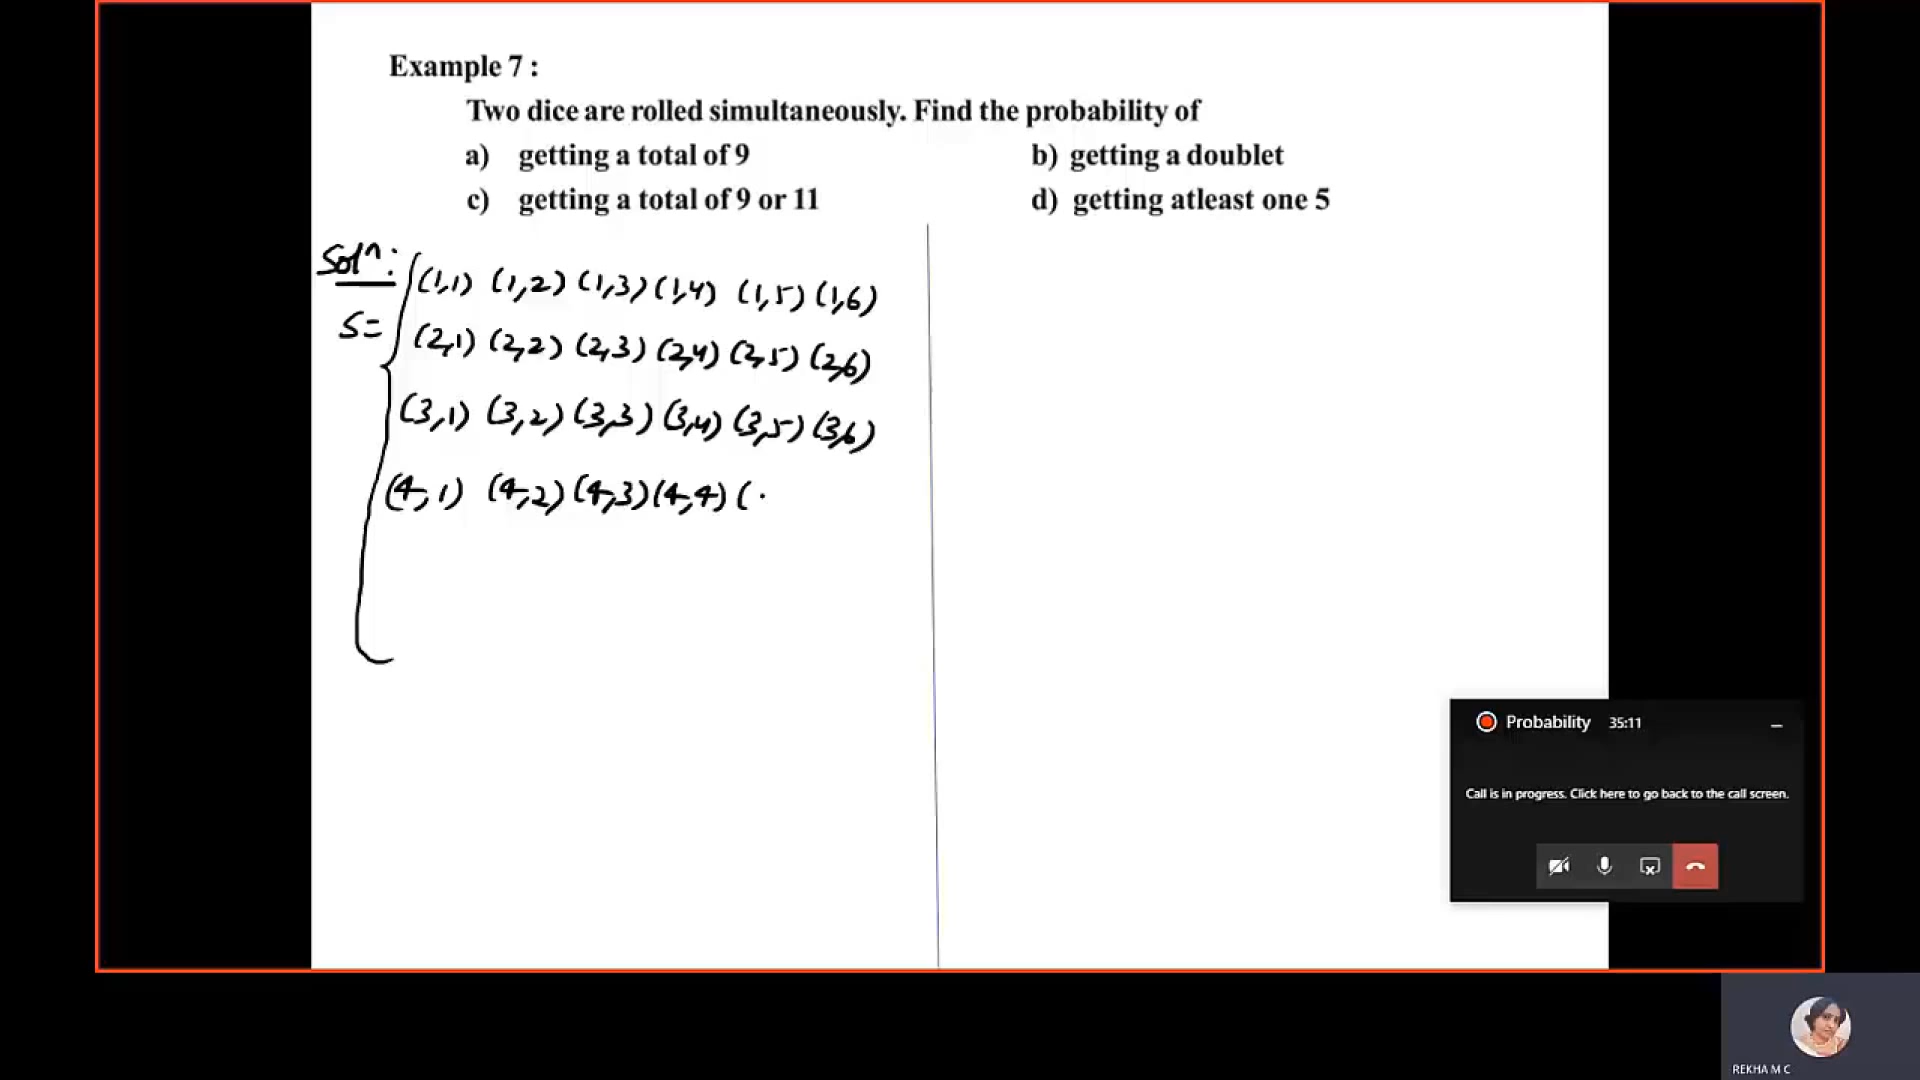 Example 7 :
Two dice are rolled simultaneously. Find the probability of
a) getting a total of 9
b) getting a doublet
c) getting a total of 9 or 11
d) getting atleast one 5
Solⁿ:
S= { (1,1) (1,2) (1,3) (1,4) (1,5) (1,6)
(2,1) (2,2) (2,3) (2,4) (2,5) (2,6)
(3,1) (3,2) (3,3) (3,4) (3,5) (3,6)
(4,1) (4,2) (4,3) (4,4) (
Probability 35:11
Call is in progress. Click here to go back to the call screen.
REKHA M C